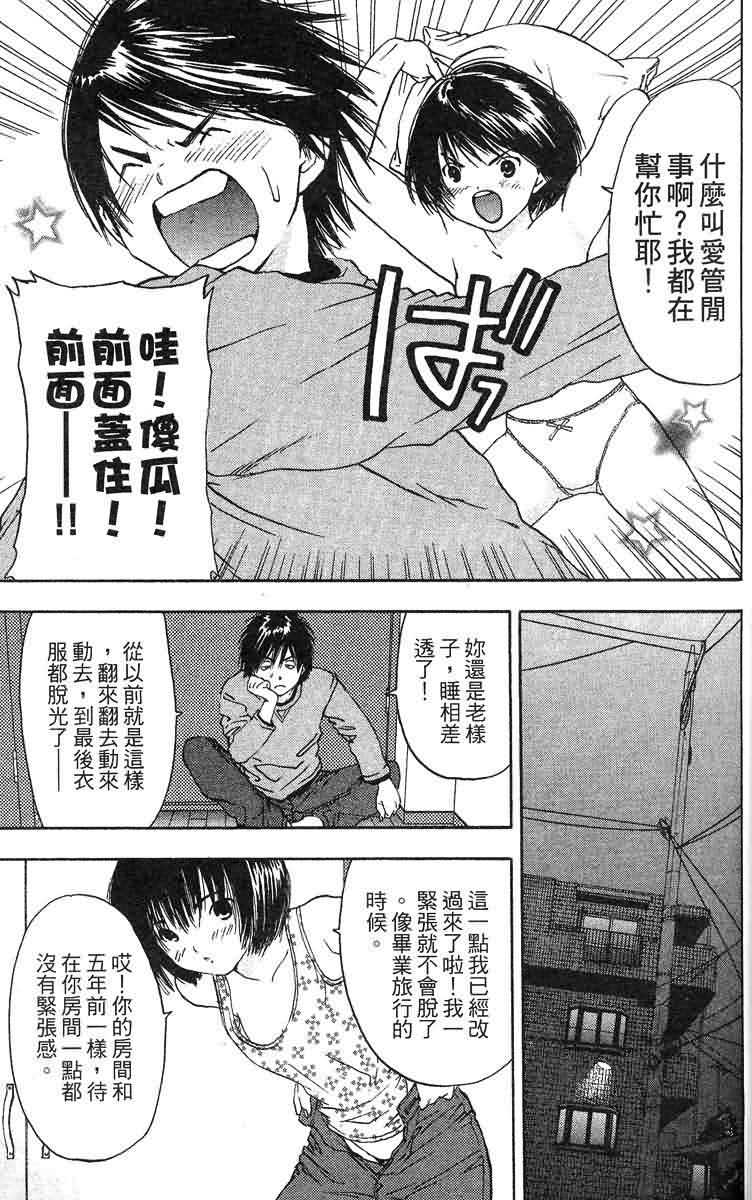 什麼叫愛管閒
事啊？我都在
幫你忙耶！
ばっ
哇！傻瓜！
前面蓋住！
前面——!!
妳還是老樣
子，睡相差
透了！
從以前就是這樣
，翻來翻去動來
動去，到最後衣
服都脫光了——
這一點我已經改
過來了啦！我一
緊張就不會脫了
。像畢業旅行的
時候。
哎！你的房間和
五年前一樣，待
在你房間一點都
沒有緊張感。